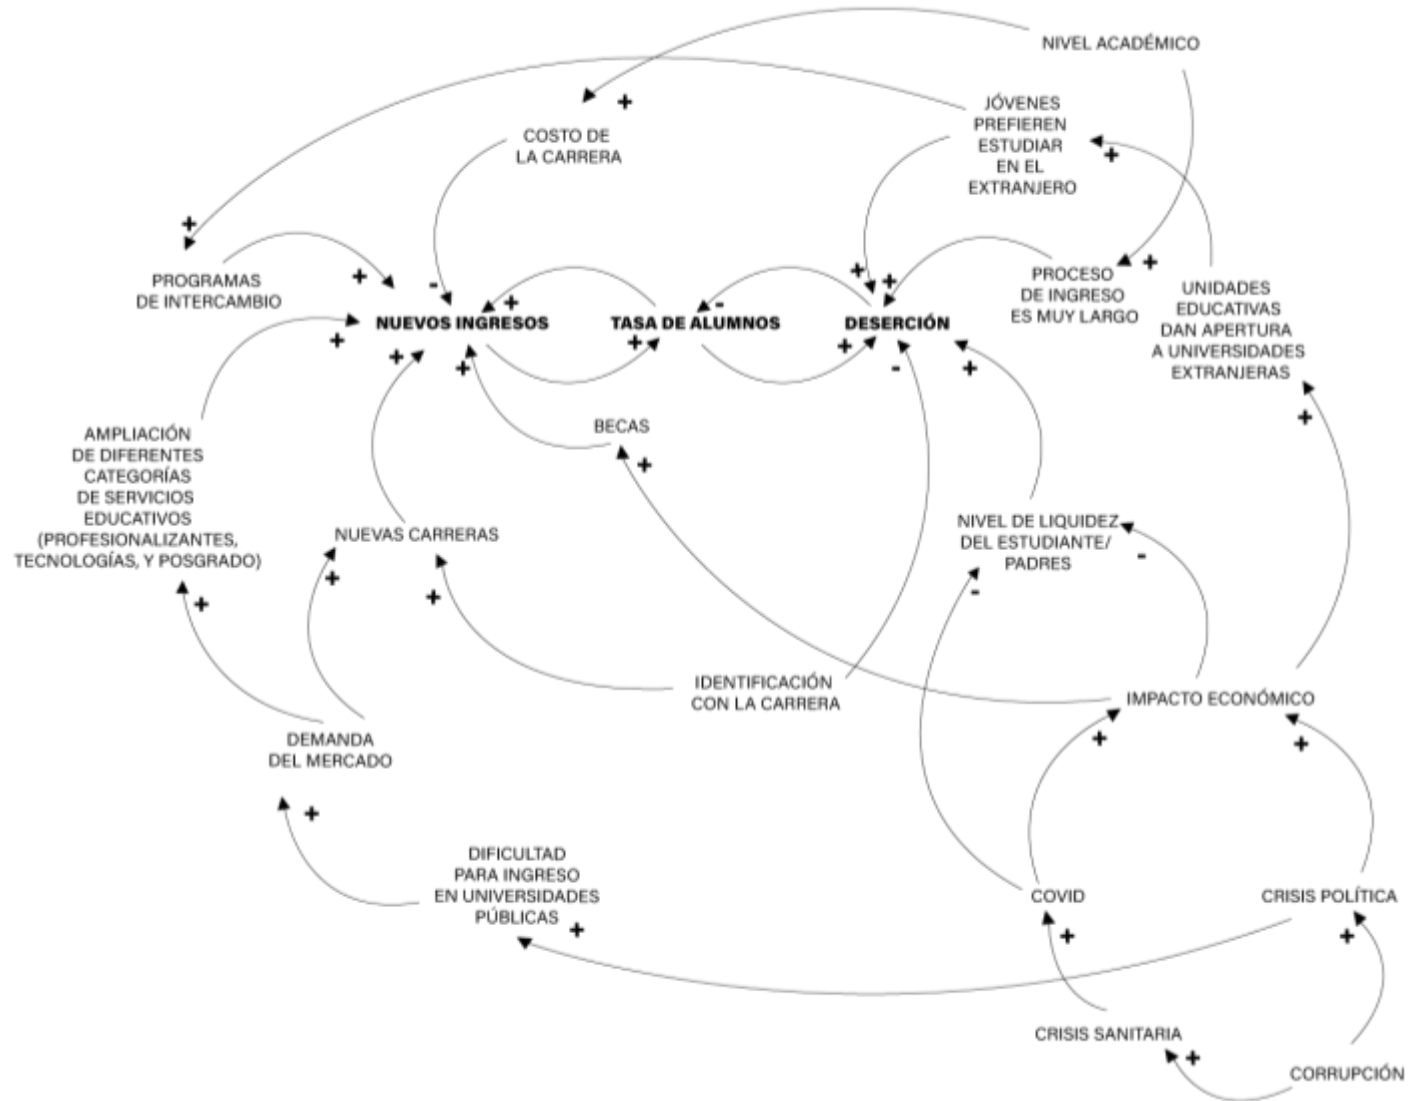 NIVEL ACADÉMICO
+
JÓVENES
PREFIEREN
ESTUDIAR
EN EL
EXTRANJERO
+
COSTO DE
LA CARRERA
+
PROGRAMAS
DE INTERCAMBIO
+
-
+
+
PROCESO
DE INGRESO
ES MUY LARGO
+
UNIDADES
EDUCATIVAS
DAN APERTURA
A UNIVERSIDADES
EXTRANJERAS
+
NUEVOS INGRESOS
+
TASA DE ALUMNOS
-
DESERCIÓN
+
+
+
+
+
-
+
AMPLIACIÓN
DE DIFERENTES
CATEGORÍAS
DE SERVICIOS
EDUCATIVOS
(PROFESIONALIZANTES,
TECNOLOGÍAS, Y POSGRADO)
+
BECAS
+
NUEVAS CARRERAS
+
+
NIVEL DE LIQUIDEZ
DEL ESTUDIANTE/
PADRES
-
-
IDENTIFICACIÓN
CON LA CARRERA
IMPACTO ECONÓMICO
+
+
DEMANDA
DEL MERCADO
+
DIFICULTAD
PARA INGRESO
EN UNIVERSIDADES
PÚBLICAS
+
COVID
+
CRISIS POLÍTICA
+
CRISIS SANITARIA
+
CORRUPCIÓN